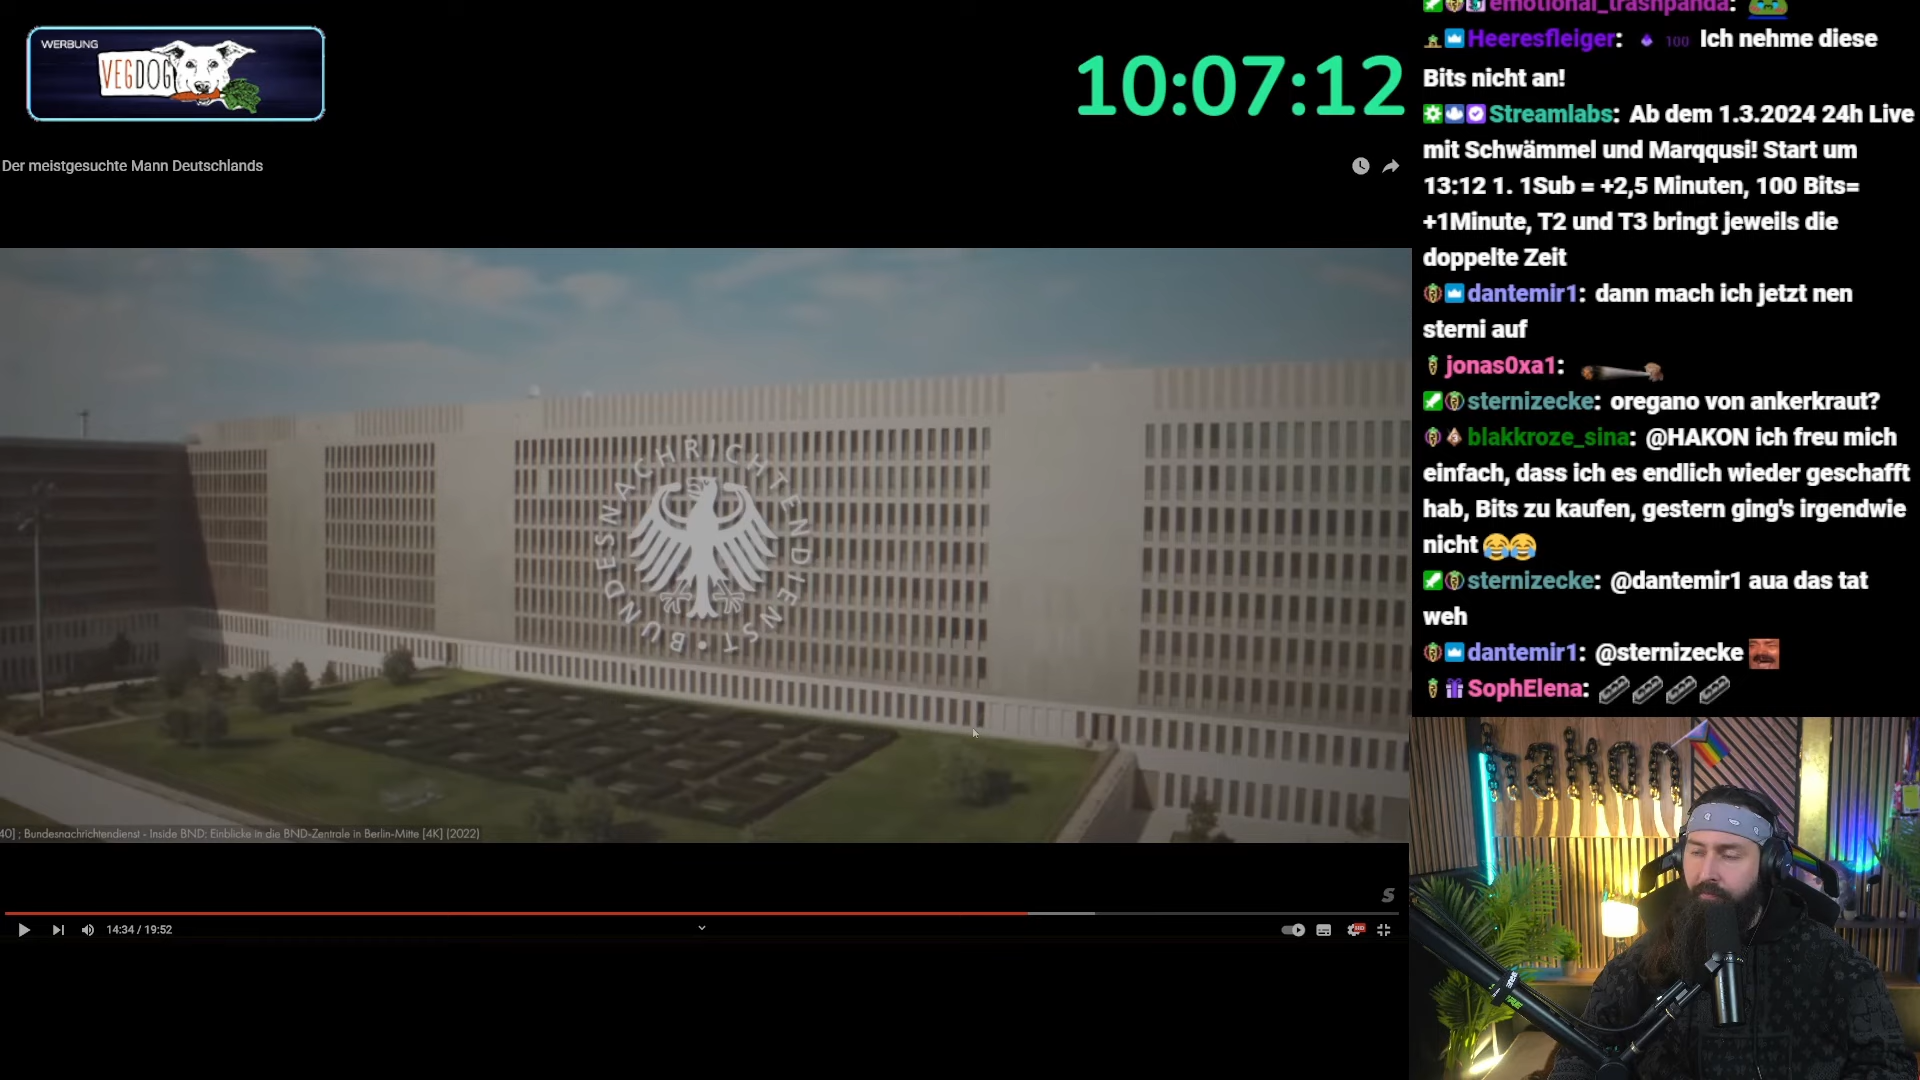 WERBUNG
VEGDOG
10:07:12
Der meistgesuchte Mann Deutschlands
BUNDESNACHRICHTENDIENST
40] ; Bundesnachrichtendienst - Inside BND: Einblicke in die BND-Zentrale in Berlin-Mitte [4K] (2022)
14:34 / 19:52
emotional_trashpanda:
Heeresfleiger: 100 Ich nehme diese
Bits nicht an!
Streamlabs: Ab dem 1.3.2024 24h Live
mit Schwämmel und Marqqusi! Start um
13:12 1. 1Sub = +2,5 Minuten, 100 Bits=
+1Minute, T2 und T3 bringt jeweils die
doppelte Zeit
dantemir1: dann mach ich jetzt nen
sterni auf
jonas0xa1:
sternizecke: oregano von ankerkraut?
blakkroze_sina: @HAKON ich freu mich
einfach, dass ich es endlich wieder geschafft
hab, Bits zu kaufen, gestern ging's irgendwie
nicht 😂😂
sternizecke: @dantemir1 aua das tat
weh
dantemir1: @sternizecke
SophElena:
hakon